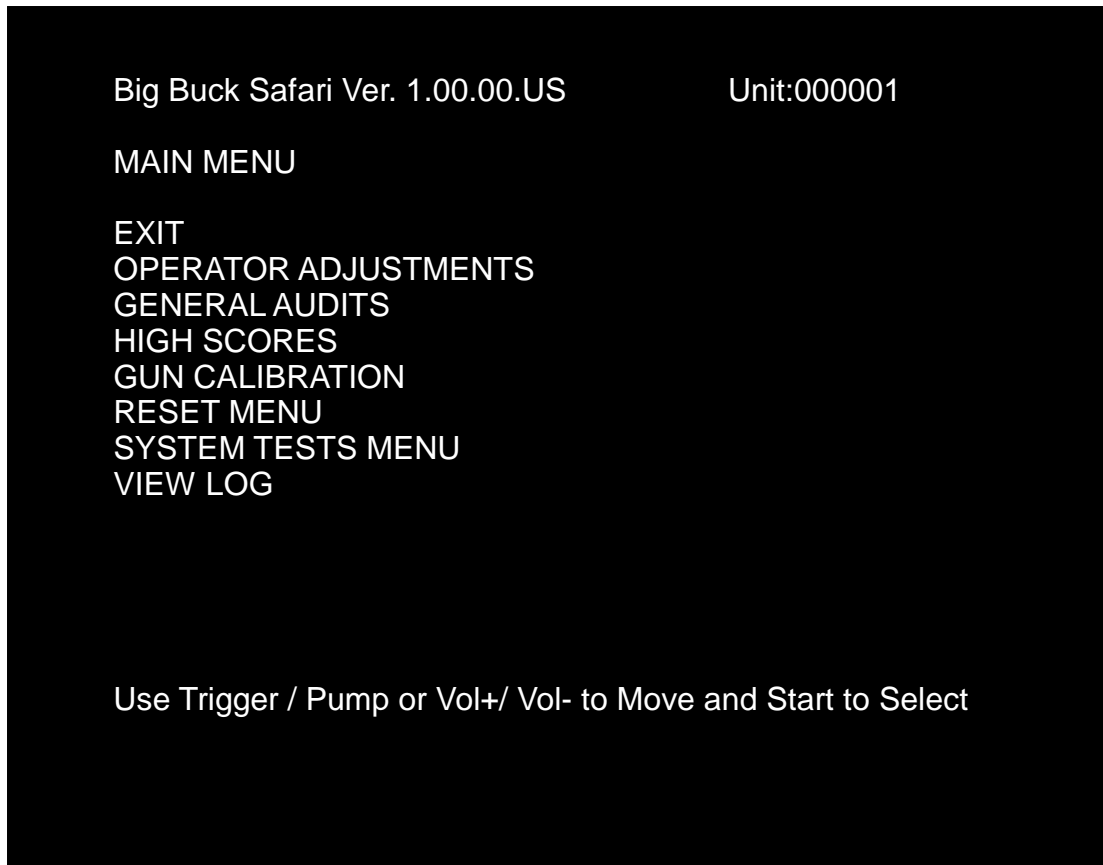 Big Buck Safari Ver. 1.00.00.US Unit:000001
MAIN MENU
EXIT
OPERATOR ADJUSTMENTS
GENERAL AUDITS
HIGH SCORES
GUN CALIBRATION
RESET MENU
SYSTEM TESTS MENU
VIEW LOG
Use Trigger / Pump or Vol+/ Vol- to Move and Start to Select